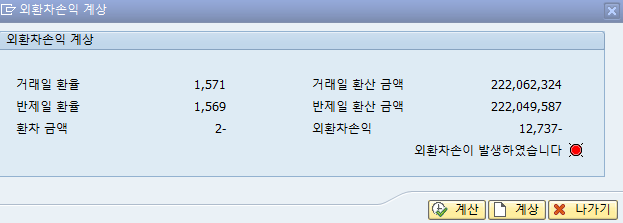 외환차손익 계상
외환차손익 계상
거래일 환율 1,571 거래일 환산 금액 222,062,324
반제일 환율 1,569 반제일 환산 금액 222,049,587
환차 금액 2- 외환차손익 12,737-
외환차손이 발생하였습니다
계산 계상 나가기